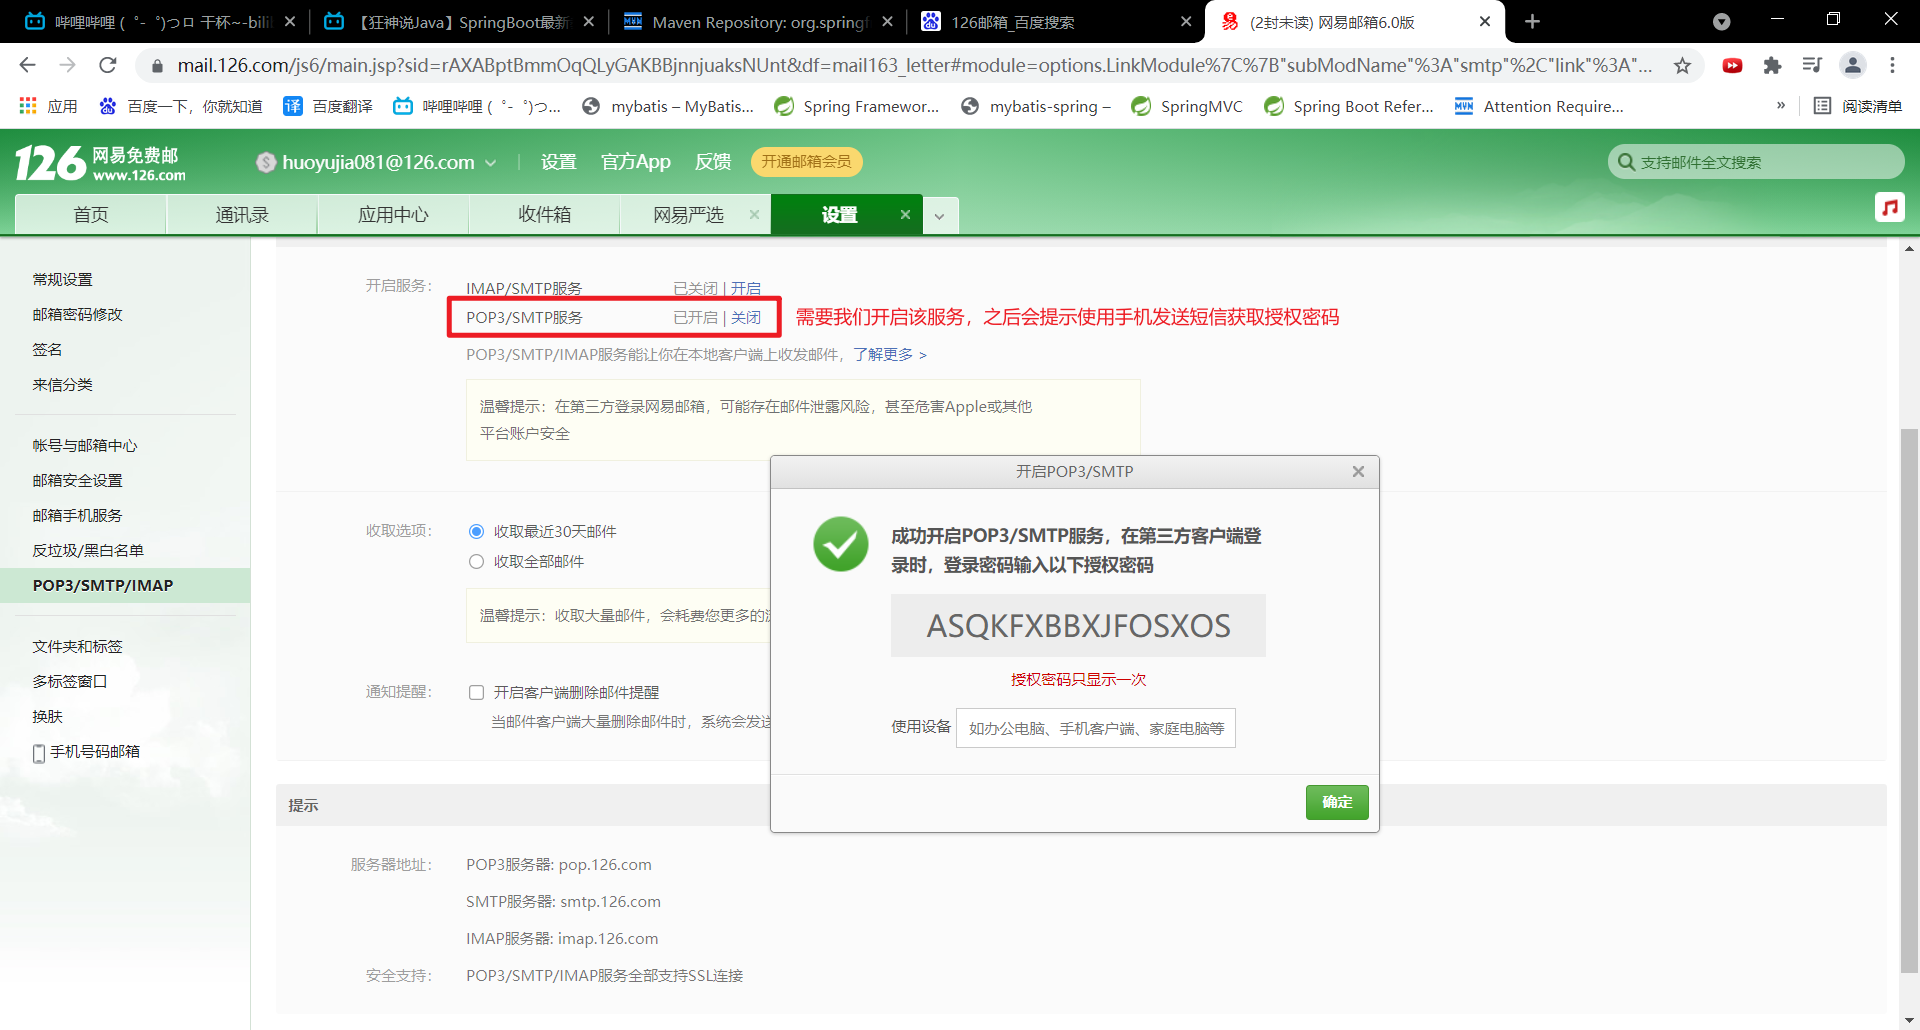 哔哩哔哩 ( ゜- ゜)つロ 干杯~-bili
【狂神说Java】SpringBoot最新
Maven Repository: org.springf
126邮箱_百度搜索
(2封未读) 网易邮箱6.0版
mail.126.com/js6/main.jsp?sid=rAXABptBmmOqQLyGAKBBjnnjuaksNUnt&df=mail163_letter#module=options.LinkModule%7C%7B"subModName"%3A"smtp"%2C"link"%3A"...
应用
百度一下，你就知道
译 百度翻译
哔哩哔哩 ( ゜- ゜)つ...
mybatis – MyBatis...
Spring Framewor...
mybatis-spring –
SpringMVC
Spring Boot Refer...
MVN Attention Require...
»
阅读清单
126 网易免费邮
www.126.com
huoyujia081@126.com
设置
官方App
反馈
开通邮箱会员
支持邮件全文搜索
首页
通讯录
应用中心
收件箱
网易严选
设置
常规设置
邮箱密码修改
签名
来信分类
帐号与邮箱中心
邮箱安全设置
邮箱手机服务
反垃圾/黑白名单
POP3/SMTP/IMAP
文件夹和标签
多标签窗口
换肤
手机号码邮箱
开启服务：
IMAP/SMTP服务 已关闭 | 开启
POP3/SMTP服务 已开启 | 关闭
需要我们开启该服务，之后会提示使用手机发送短信获取授权密码
POP3/SMTP/IMAP服务能让你在本地客户端上收发邮件，了解更多 >
温馨提示：在第三方登录网易邮箱，可能存在邮件泄露风险，甚至危害Apple或其他
平台账户安全
收取选项：
收取最近30天邮件
收取全部邮件
温馨提示：收取大量邮件，会耗费您更多的
通知提醒：
开启客户端删除邮件提醒
当邮件客户端大量删除邮件时，系统会发送
开启POP3/SMTP
成功开启POP3/SMTP服务，在第三方客户端登
录时，登录密码输入以下授权密码
ASQKFXBBXJFOSXOS
授权密码只显示一次
使用设备 如办公电脑、手机客户端、家庭电脑等
确定
提示
服务器地址：
POP3服务器: pop.126.com
SMTP服务器: smtp.126.com
IMAP服务器: imap.126.com
安全支持：
POP3/SMTP/IMAP服务全部支持SSL连接